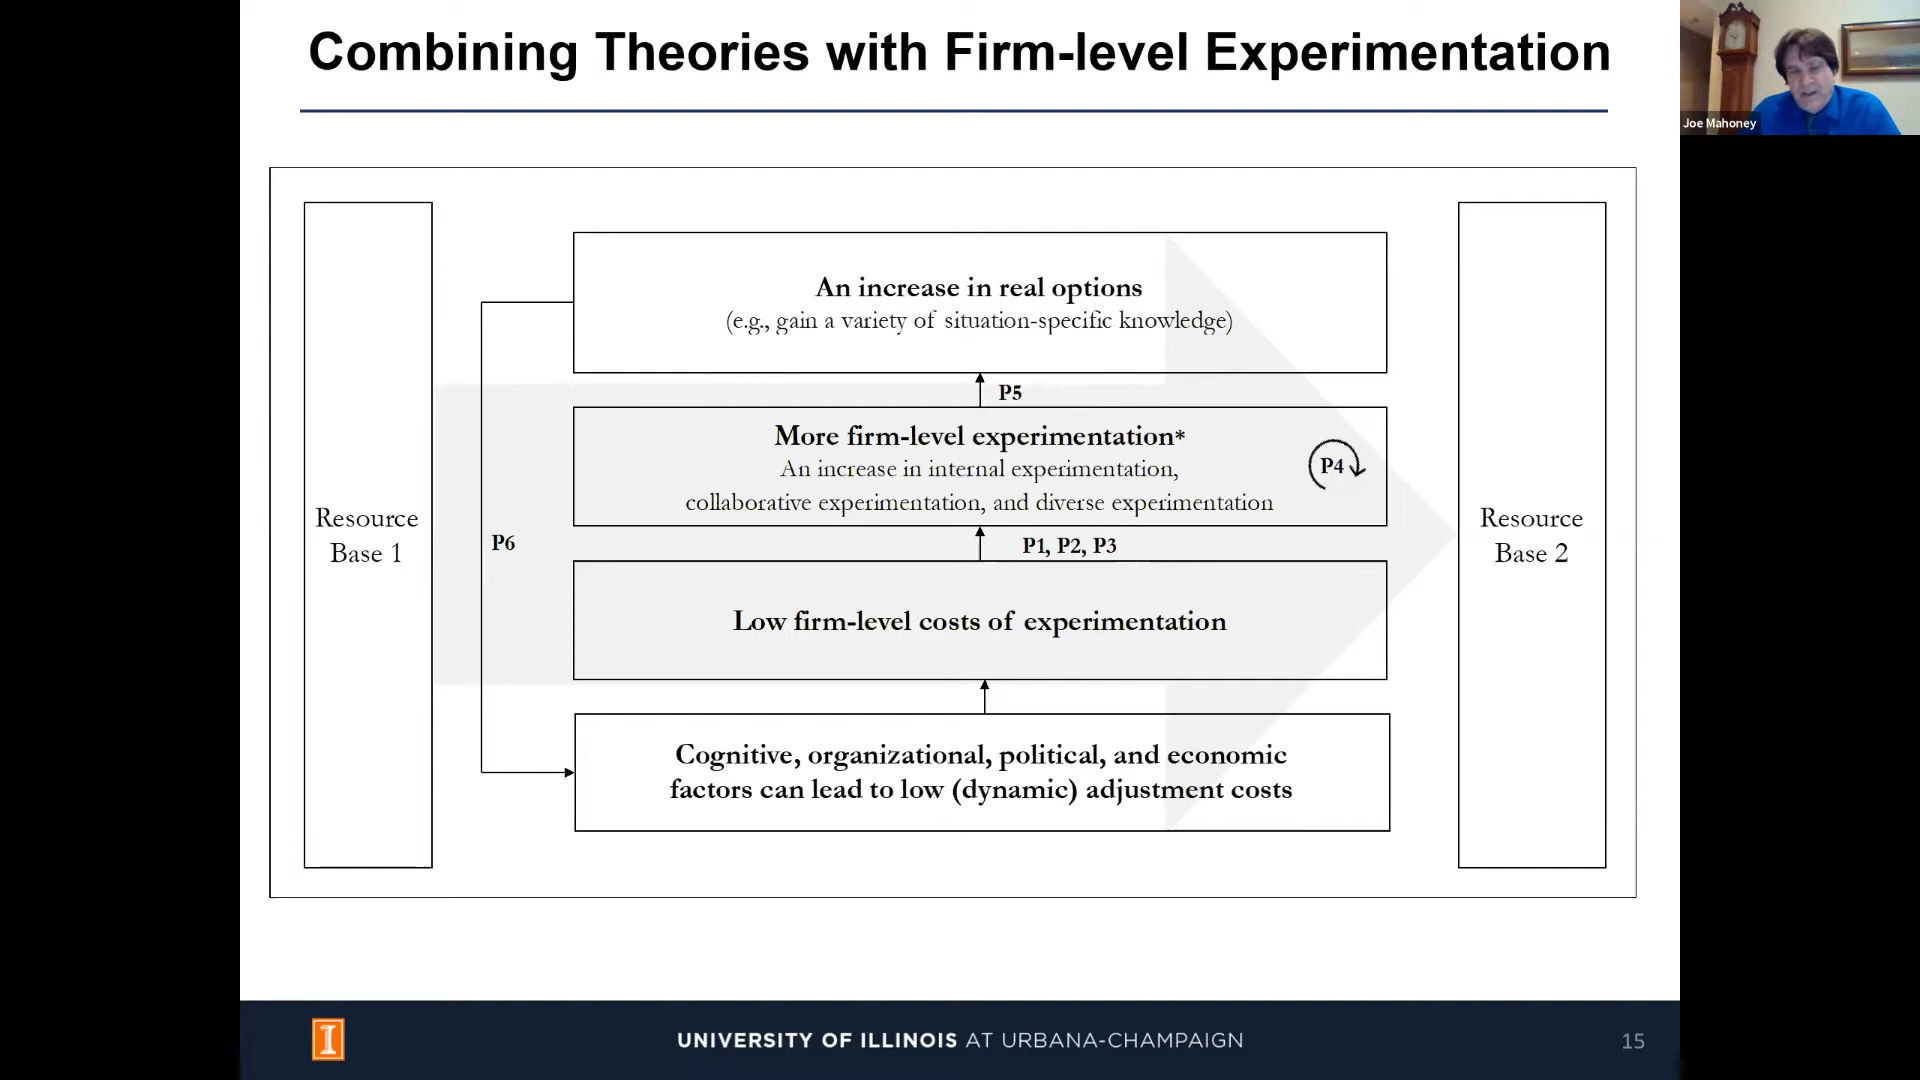 Combining Theories with Firm-level Experimentation
Joe Mahoney
An increase in real options
(e.g., gain a variety of situation-specific knowledge)
P5
More firm-level experimentation*
An increase in internal experimentation,
collaborative experimentation, and diverse experimentation
P4
Resource
Base 1
P6
P1, P2, P3
Resource
Base 2
Low firm-level costs of experimentation
Cognitive, organizational, political, and economic
factors can lead to low (dynamic) adjustment costs
I
UNIVERSITY OF ILLINOIS AT URBANA-CHAMPAIGN
15